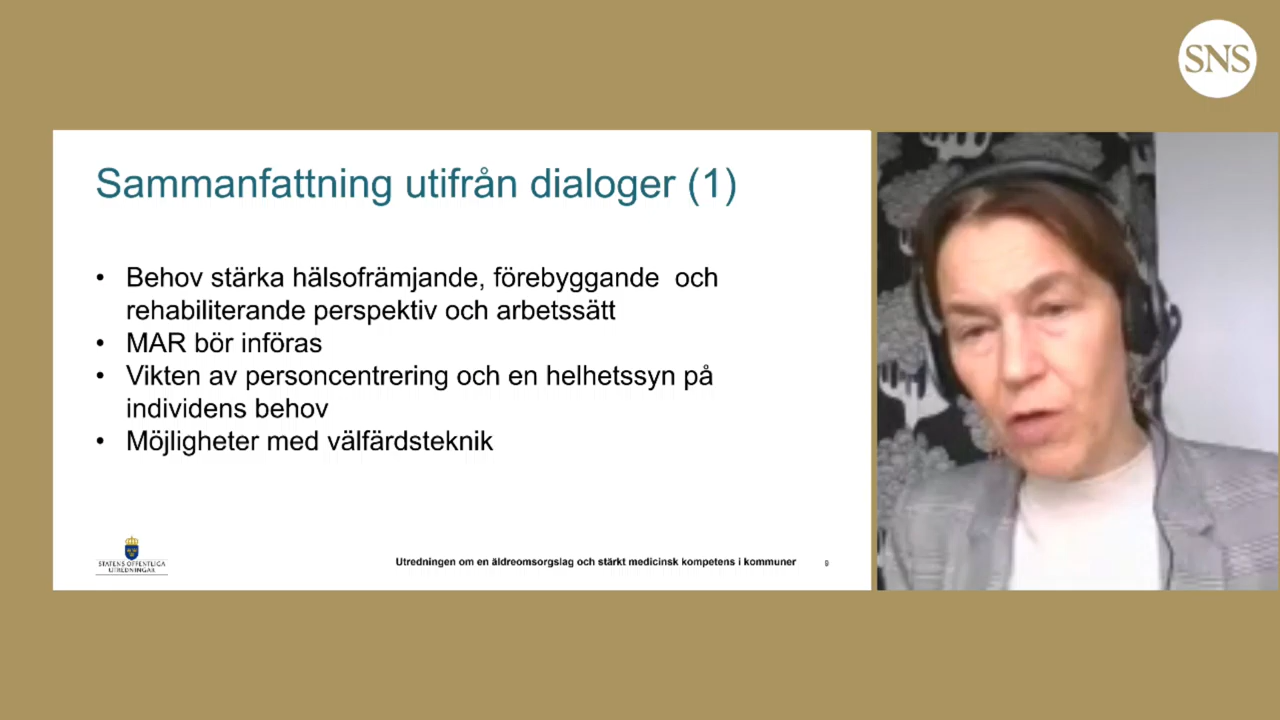 SNS
Sammanfattning utifrån dialoger (1)
• Behov stärka hälsofrämjande, förebyggande och
rehabiliterande perspektiv och arbetssätt
• MAR bör införas
• Vikten av personcentrering och en helhetssyn på
individens behov
• Möjligheter med välfärdsteknik
STATENS OFFENTLIGA
UTREDNINGAR
Utredningen om en äldreomsorgslag och stärkt medicinsk kompetens i kommuner
9